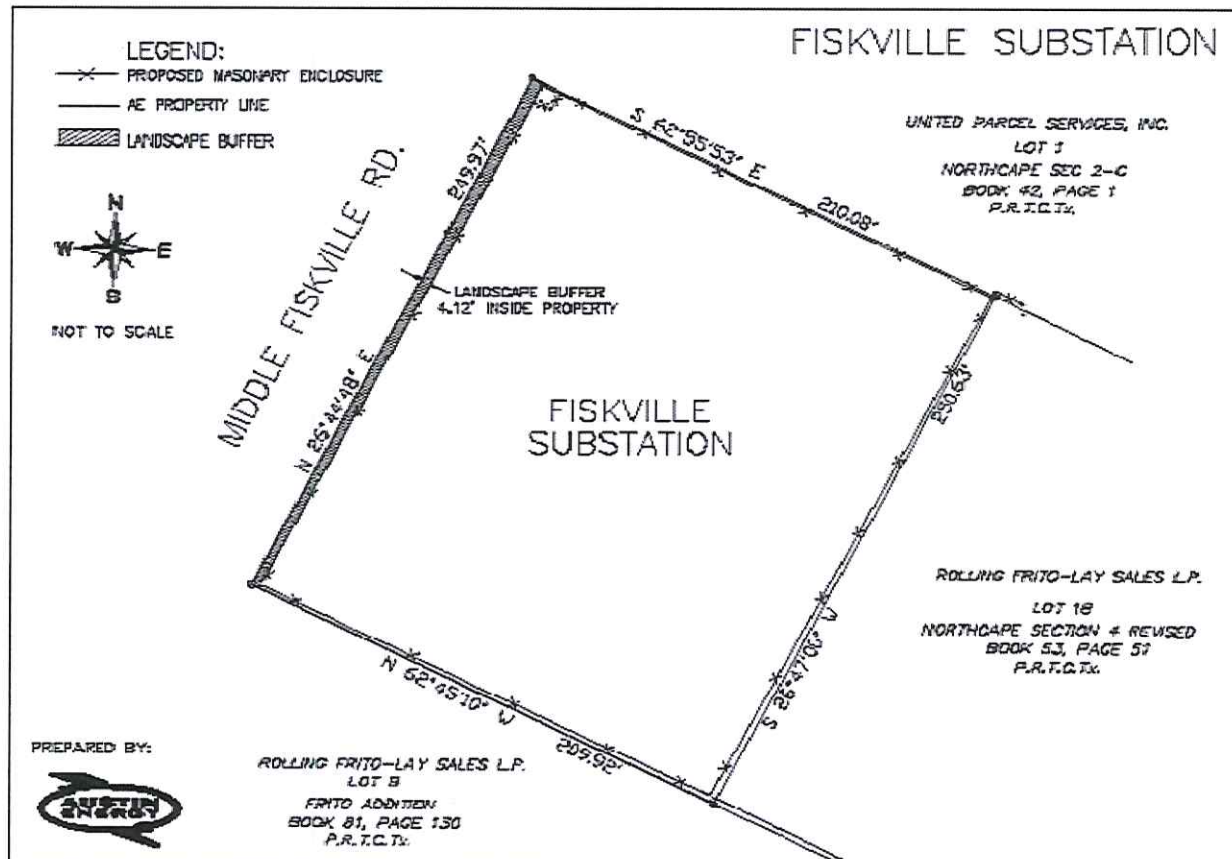 FISKVILLE SUBSTATION
LEGEND:
PROPOSED MASONARY ENCLOSURE
AE PROPERTY LINE
LANDSCAPE BUFFER
N
W
E
S
NOT TO SCALE
UNITED PARCEL SERVICES, INC.
LOT 1
NORTHCAPE SEC 2-C
BOOK 42, PAGE 1
P.R.T.C.Tx.
S 62°55'53" E
210.08'
249.97'
N 26°44'48" E
MIDDLE FISKVILLE RD.
LANDSCAPE BUFFER
4.12' INSIDE PROPERTY
FISKVILLE
SUBSTATION
250.63'
S 26°47'00" W
ROLLING FRITO-LAY SALES L.P.
LOT 18
NORTHCAPE SECTION 4 REVISED
BOOK 53, PAGE 51
P.R.T.C.Tx.
N 62°45'10" W
209.92'
PREPARED BY:
AUSTIN
ENERGY
ROLLING FRITO-LAY SALES L.P.
LOT B
FRITO ADDITION
BOOK 81, PAGE 130
P.R.T.C.Tx.